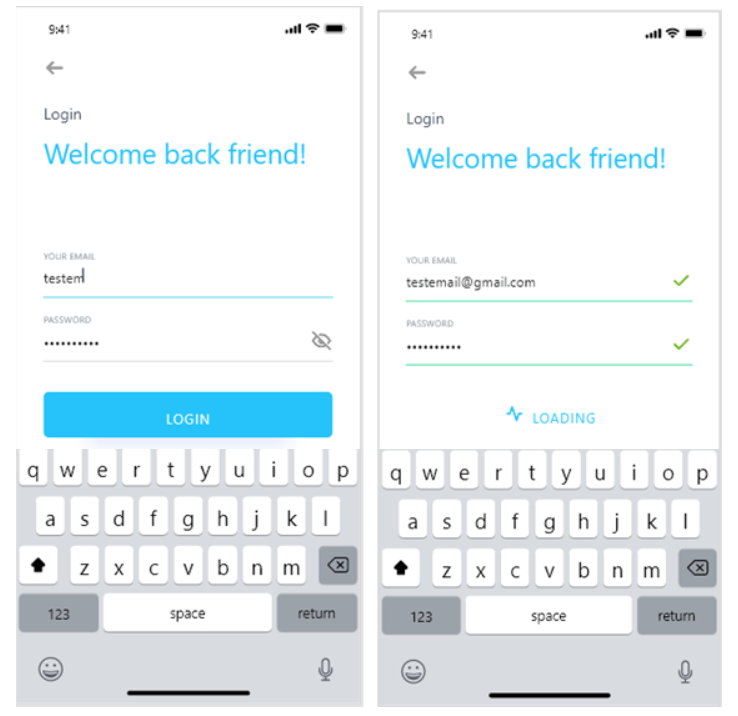 9:41
Login
Welcome back friend!
YOUR EMAIL
testem
PASSWORD
••••••••••
LOGIN
q w e r t y u i o p
a s d f g h j k l
z x c v b n m
123 space return
9:41
Login
Welcome back friend!
YOUR EMAIL
testemail@gmail.com
PASSWORD
••••••••••
LOADING
q w e r t y u i o p
a s d f g h j k l
z x c v b n m
123 space return